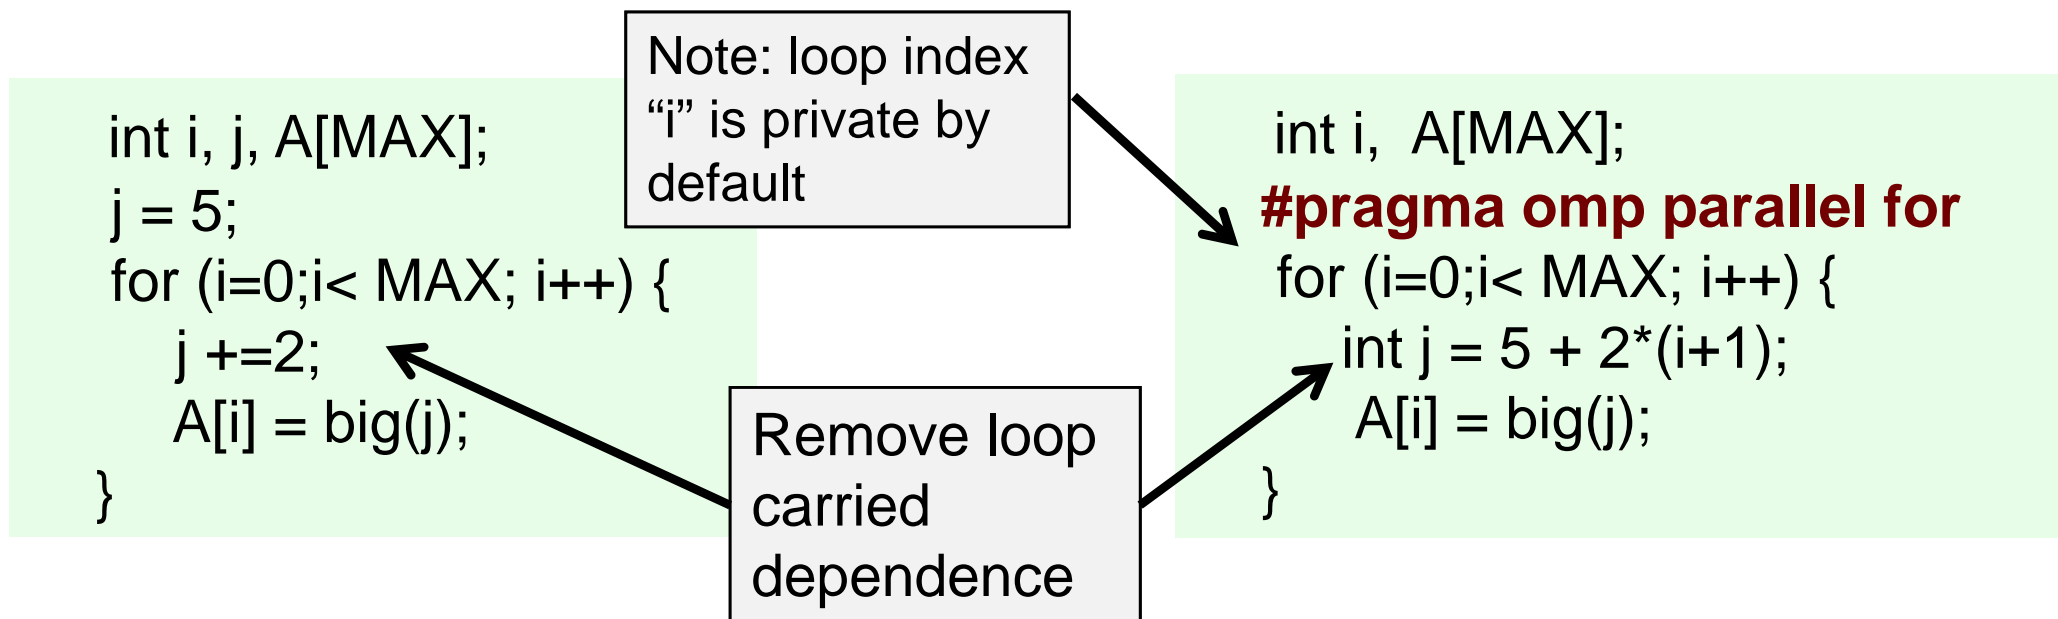 int i, j, A[MAX];
j = 5;
for (i=0;i< MAX; i++) {
j +=2;
A[i] = big(j);
}
Note: loop index
“i” is private by
default
Remove loop
carried
dependence
int i,  A[MAX];
#pragma omp parallel for
for (i=0;i< MAX; i++) {
int j = 5 + 2*(i+1);
A[i] = big(j);
}